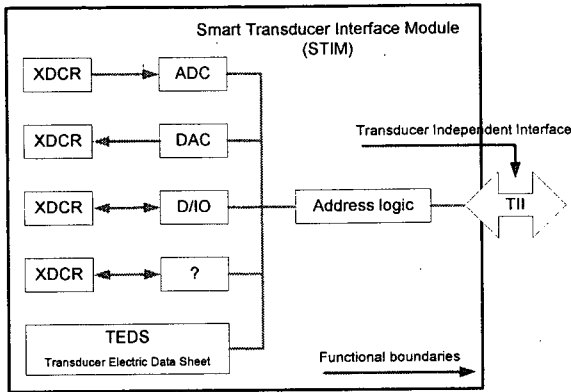 Smart Transducer Interface Module
(STIM)
XDCR
ADC
XDCR
DAC
Transducer Independent Interface
XDCR
D/IO
Address logic
TII
XDCR
?
TEDS
Transducer Electric Data Sheet
Functional boundaries